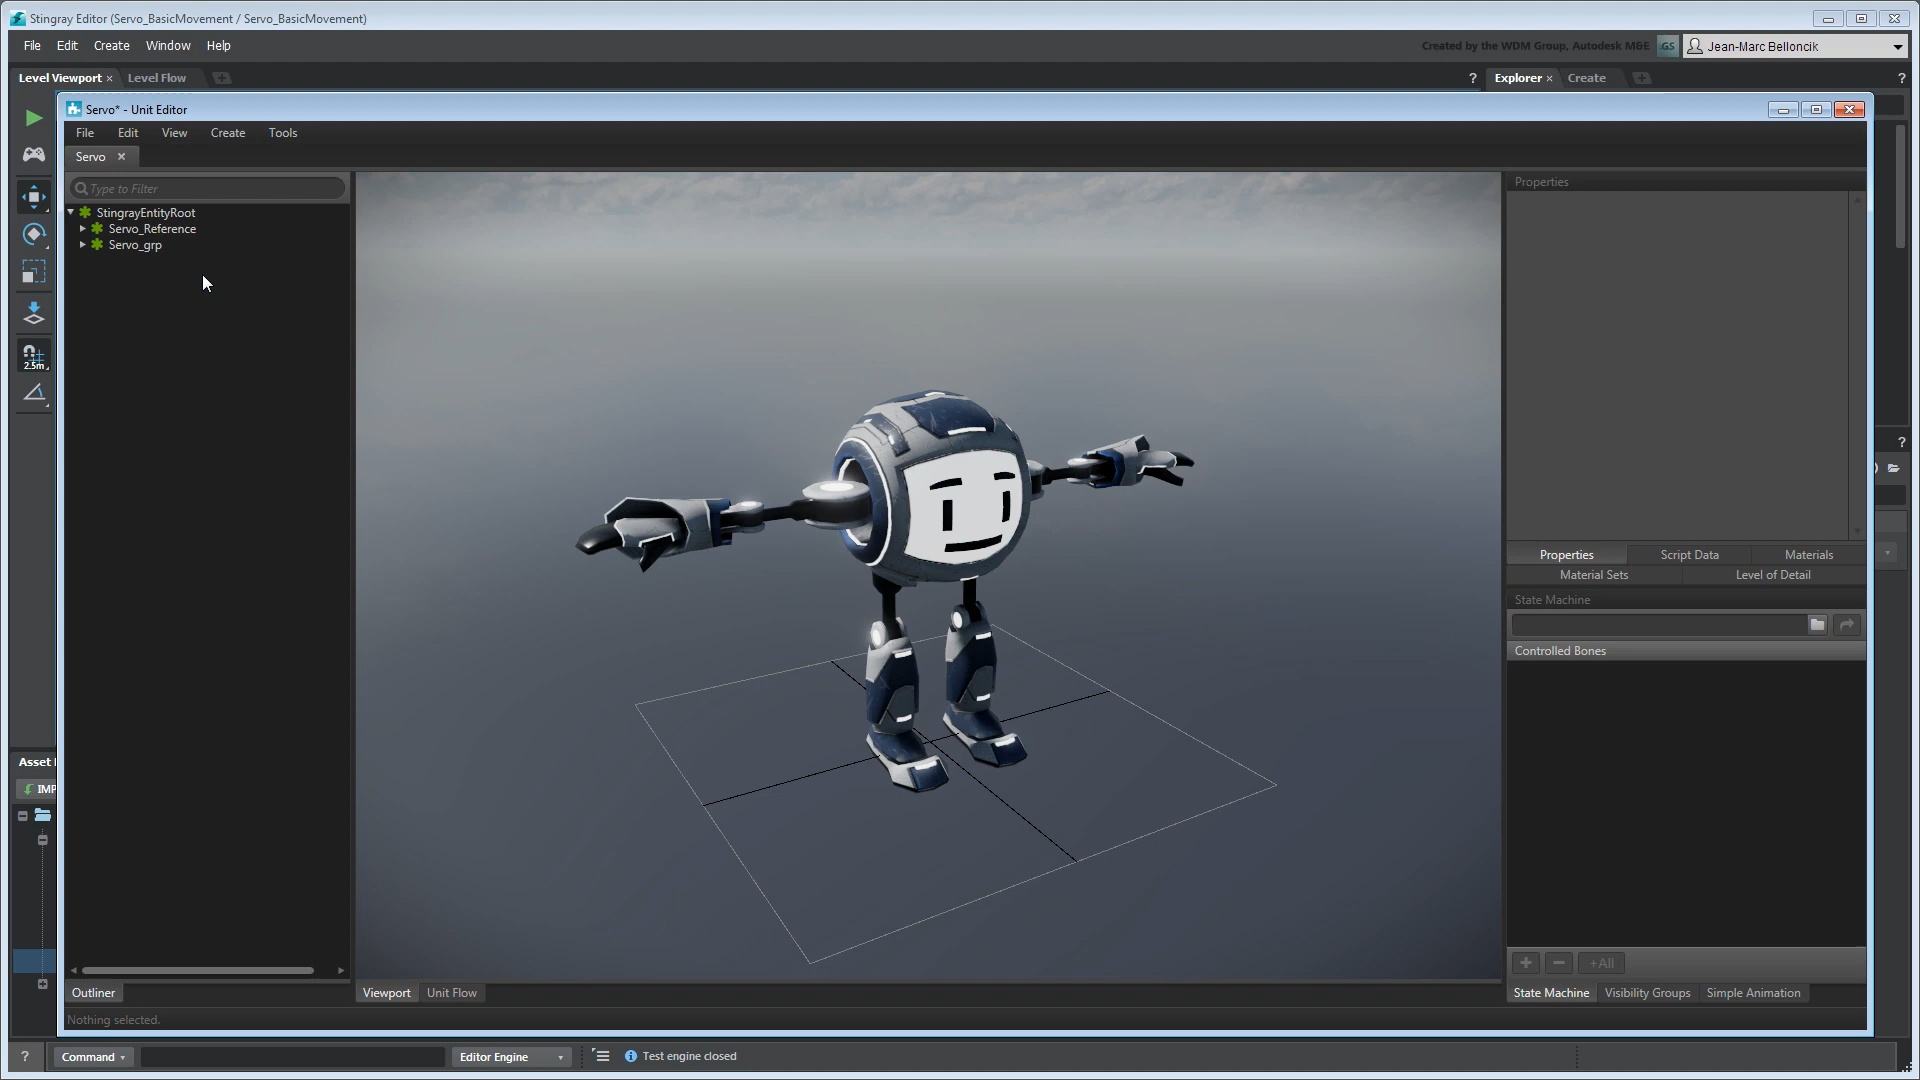 Stingray Editor (Servo_BasicMovement / Servo_BasicMovement)
File Edit Create Window Help
Created by the WDM Group, Autodesk M&E GS Jean-Marc Belloncik
Level Viewport × Level Flow ? Explorer × Create ?
Servo* - Unit Editor
File Edit View Create Tools
Servo ×
Type to Filter
Properties
StingrayEntityRoot
Servo_Reference
Servo_grp
2.5m
?
Properties Script Data Materials
Material Sets Level of Detail
State Machine
Controlled Bones
Asset
IMP
+All
Outliner Viewport Unit Flow State Machine Visibility Groups Simple Animation
Nothing selected.
? Command Editor Engine Test engine closed